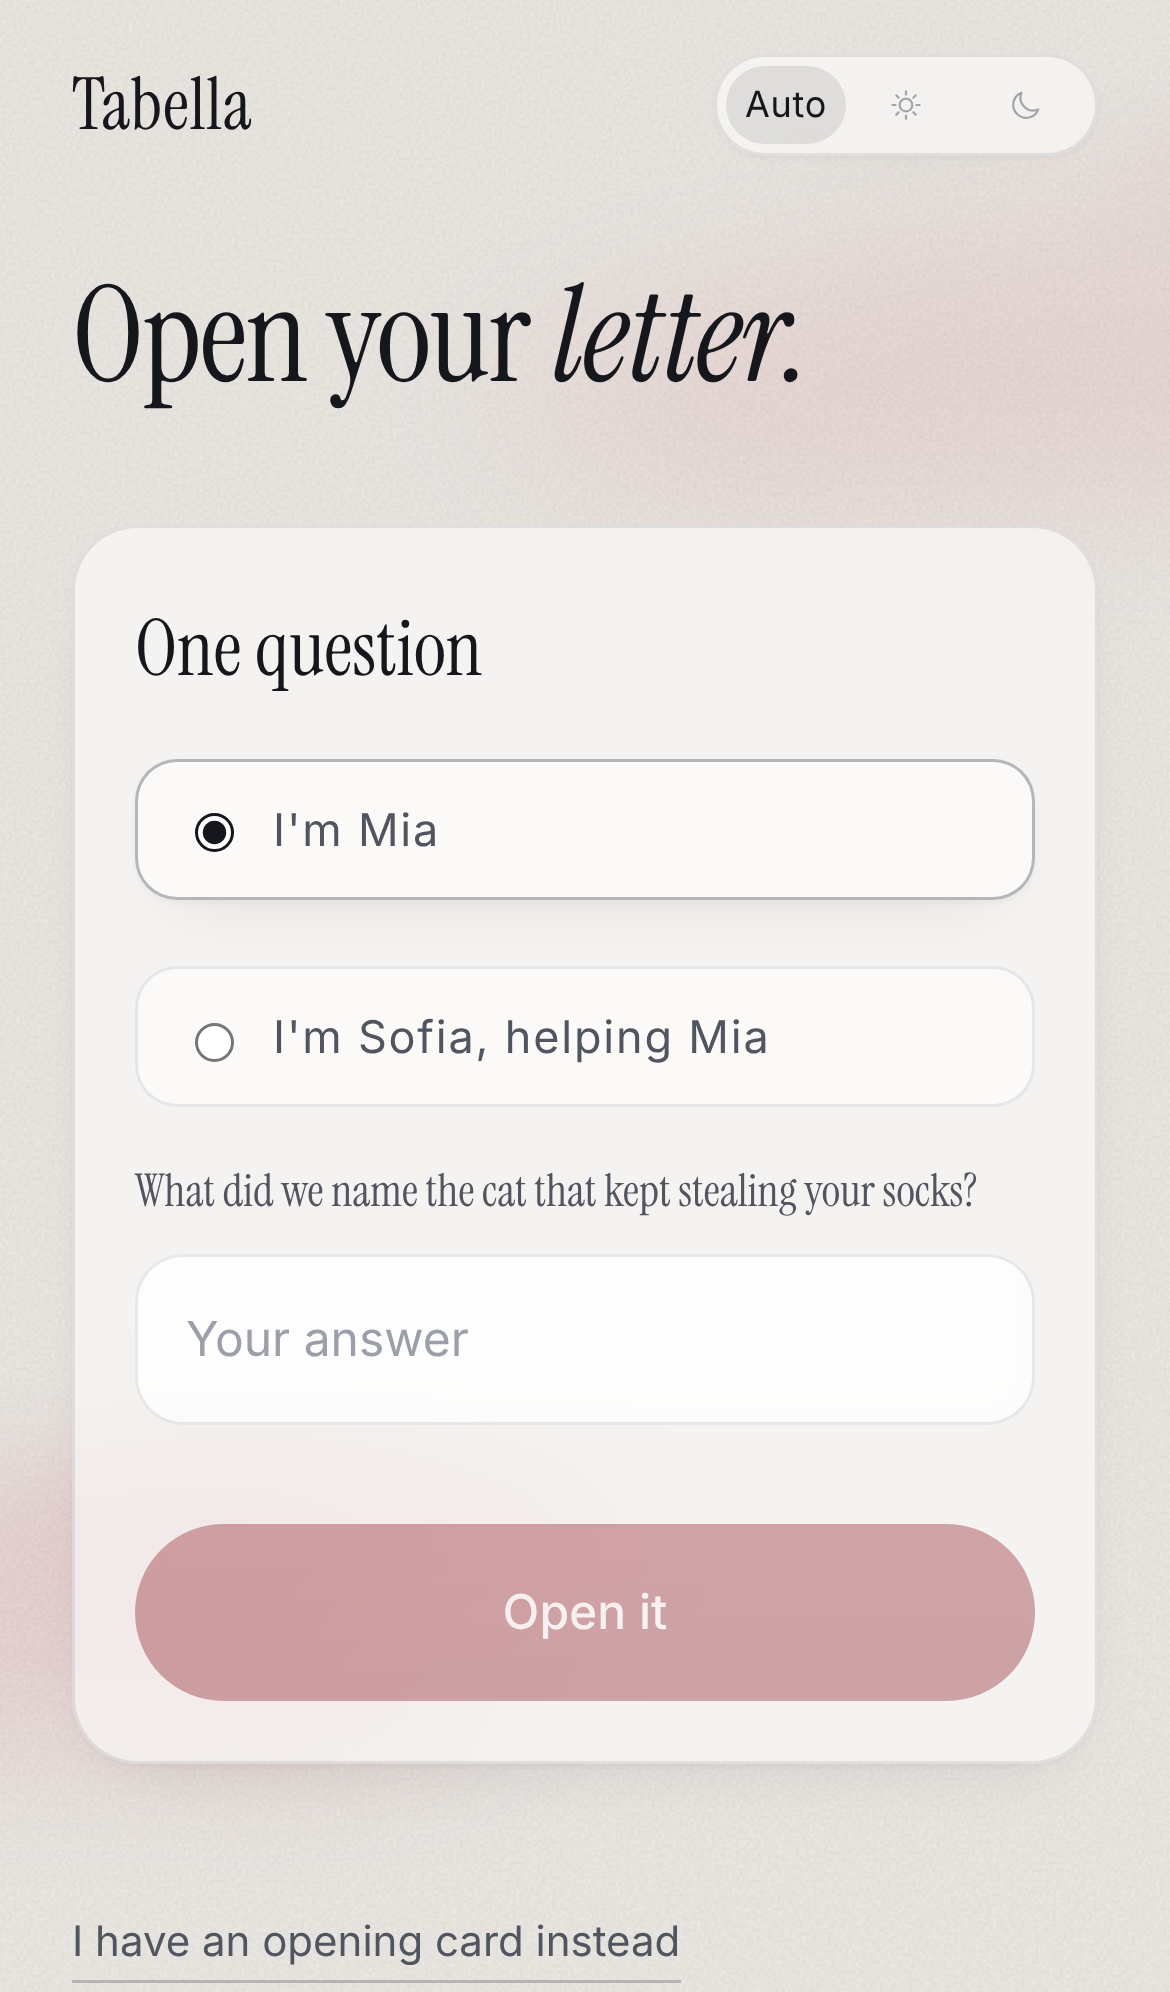 Tabella
Auto
Open your letter.
One question
I'm Mia
I'm Sofia, helping Mia
What did we name the cat that kept stealing your socks?
Your answer
Open it
I have an opening card instead